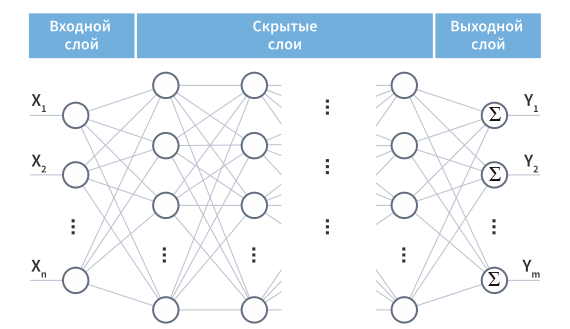 Входной
слой
Скрытые
слои
Выходной
слой
X1
Y1
X2
Σ
Y2
Σ
Xn
Σ
Ym